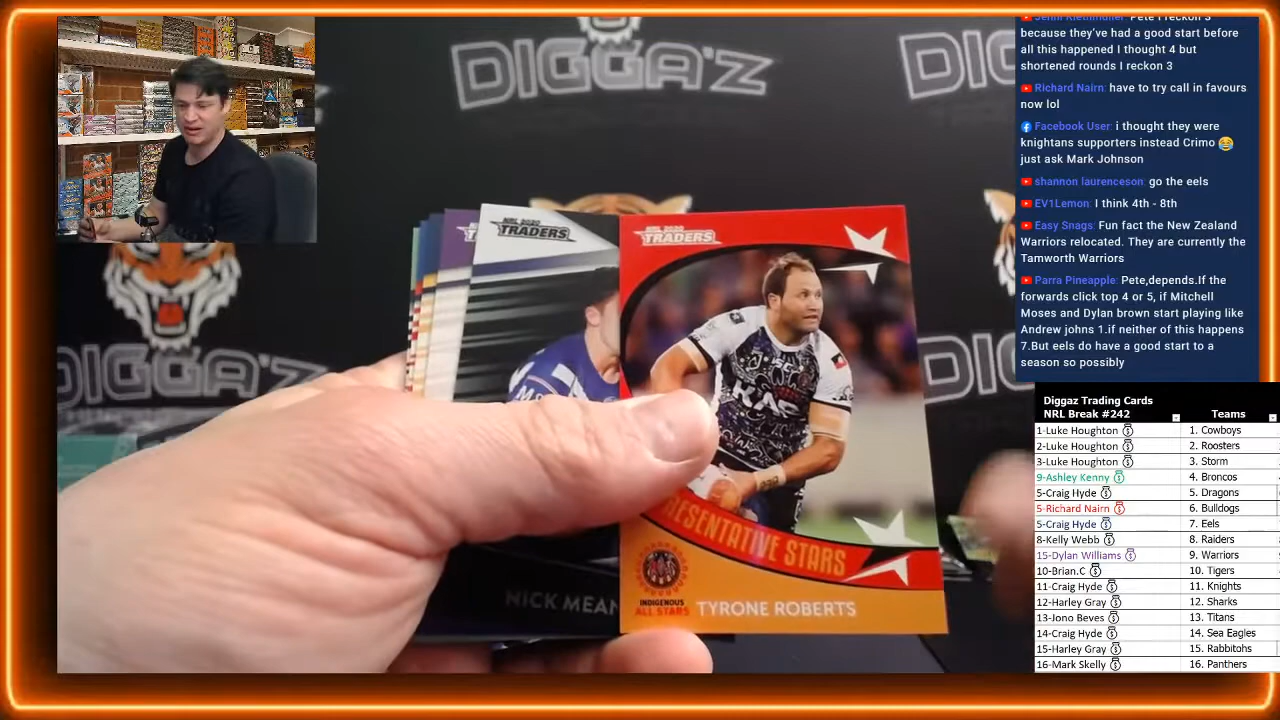 DIGGA'Z
DIGG
NRL 2020
TRADERS
NRL 2020
TRADERS
DIGGA'Z
DIG
NICK MEAN
RESENTATIVE STARS
INDIGENOUS
ALL STARS
TYRONE ROBERTS
because they've had a good start before
all this happened I thought 4 but
shortened rounds I reckon 3
Richard Nairn: have to try call in favours
now lol
Facebook User: i thought they were
knightans supporters instead Crimo 😂
just ask Mark Johnson
shannon laurenceson: go the eels
EV1Lemon: I think 4th - 8th
Easy Snags: Fun fact the New Zealand
Warriors relocated. They are currently the
Tamworth Warriors
Parra Pineapple: Pete,depends.If the
forwards click top 4 or 5, if Mitchell
Moses and Dylan brown start playing like
Andrew johns 1.if neither of this happens
7.But eels do have a good start to a
season so possibly
Diggaz Trading Cards
NRL Break #242 Teams
1-Luke Houghton 1. Cowboys
2-Luke Houghton 2. Roosters
3-Luke Houghton 3. Storm
9-Ashley Kenny 4. Broncos
5-Craig Hyde 5. Dragons
5-Richard Nairn 6. Bulldogs
5-Craig Hyde 7. Eels
8-Kelly Webb 8. Raiders
15-Dylan Williams 9. Warriors
10-Brian.C 10. Tigers
11-Craig Hyde 11. Knights
12-Harley Gray 12. Sharks
13-Jono Beves 13. Titans
14-Craig Hyde 14. Sea Eagles
15-Harley Gray 15. Rabbitohs
16-Mark Skelly 16. Panthers